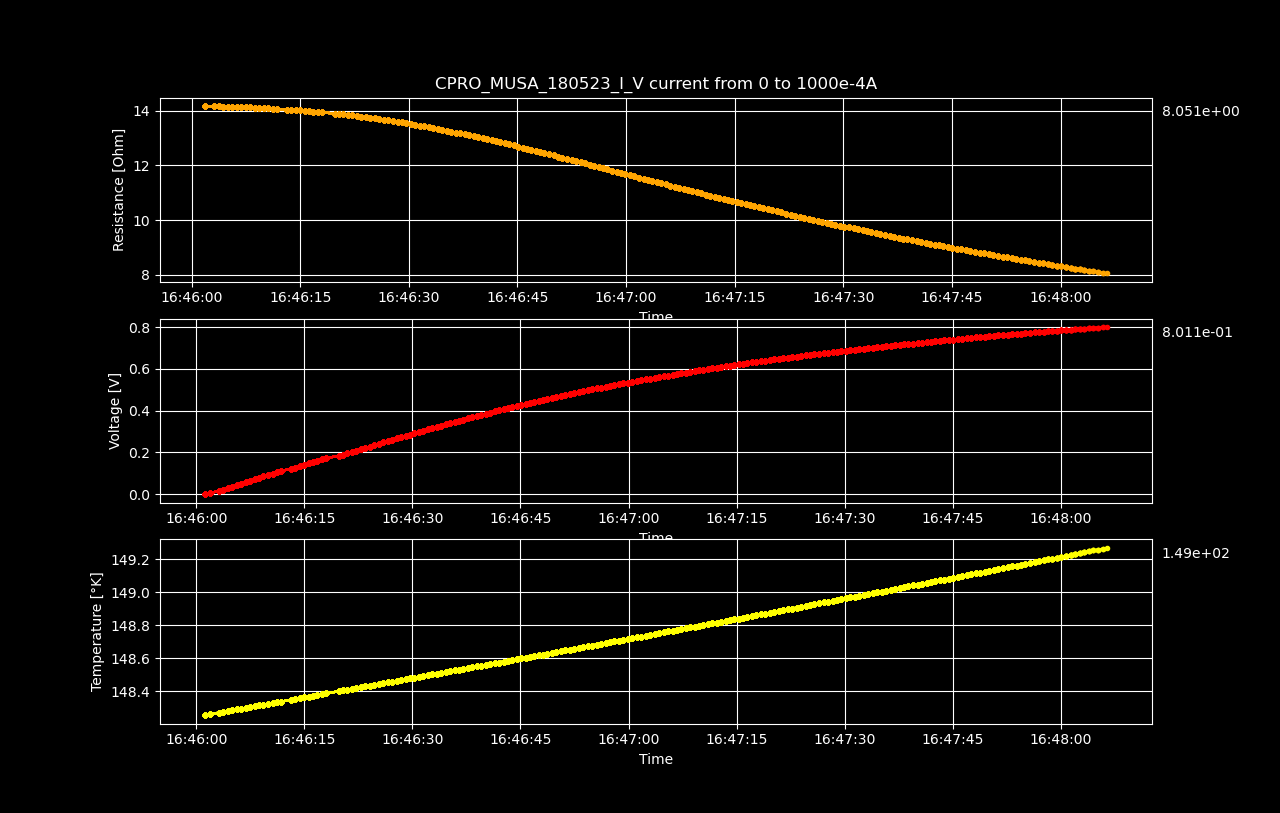 CPRO_MUSA_180523_I_V current from 0 to 1000e-4A
14
12
10
8
Resistance [Ohm]
8.051e+00
16:46:00 16:46:15 16:46:30 16:46:45 16:47:00 16:47:15 16:47:30 16:47:45 16:48:00
Time
0.8
0.6
0.4
0.2
0.0
Voltage [V]
8.011e-01
16:46:00 16:46:15 16:46:30 16:46:45 16:47:00 16:47:15 16:47:30 16:47:45 16:48:00
Time
149.2
149.0
148.8
148.6
148.4
Temperature [°K]
1.49e+02
16:46:00 16:46:15 16:46:30 16:46:45 16:47:00 16:47:15 16:47:30 16:47:45 16:48:00
Time